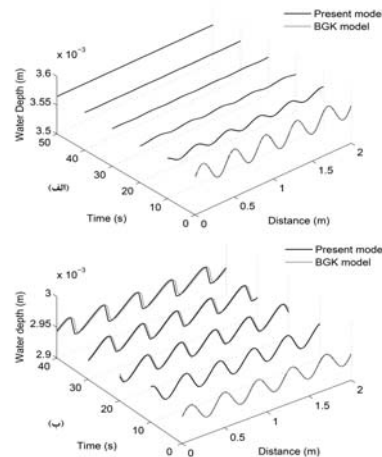 Present model
BGK model
x 10⁻³
Water Depth (m)
3.6
3.55
3.5
50
40
30
20
10
0
0
0.5
1
1.5
2
(الف)
Time (s)
Distance (m)
Present model
BGK model
x 10⁻³
Water depth (m)
3
2.95
2.9
40
30
20
10
0
0
0.5
1
1.5
2
(ب)
Time (s)
Distance (m)